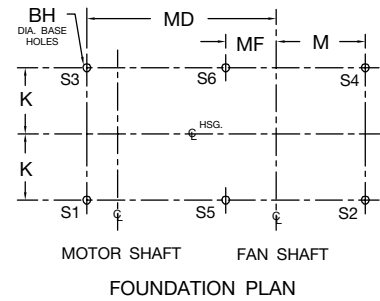 MD
BH
DIA. BASE
HOLES
MF
M
S3
S6
S4
K
HSG.
℄
K
S1
℄
S5
℄
S2
MOTOR SHAFT
FAN SHAFT
FOUNDATION PLAN